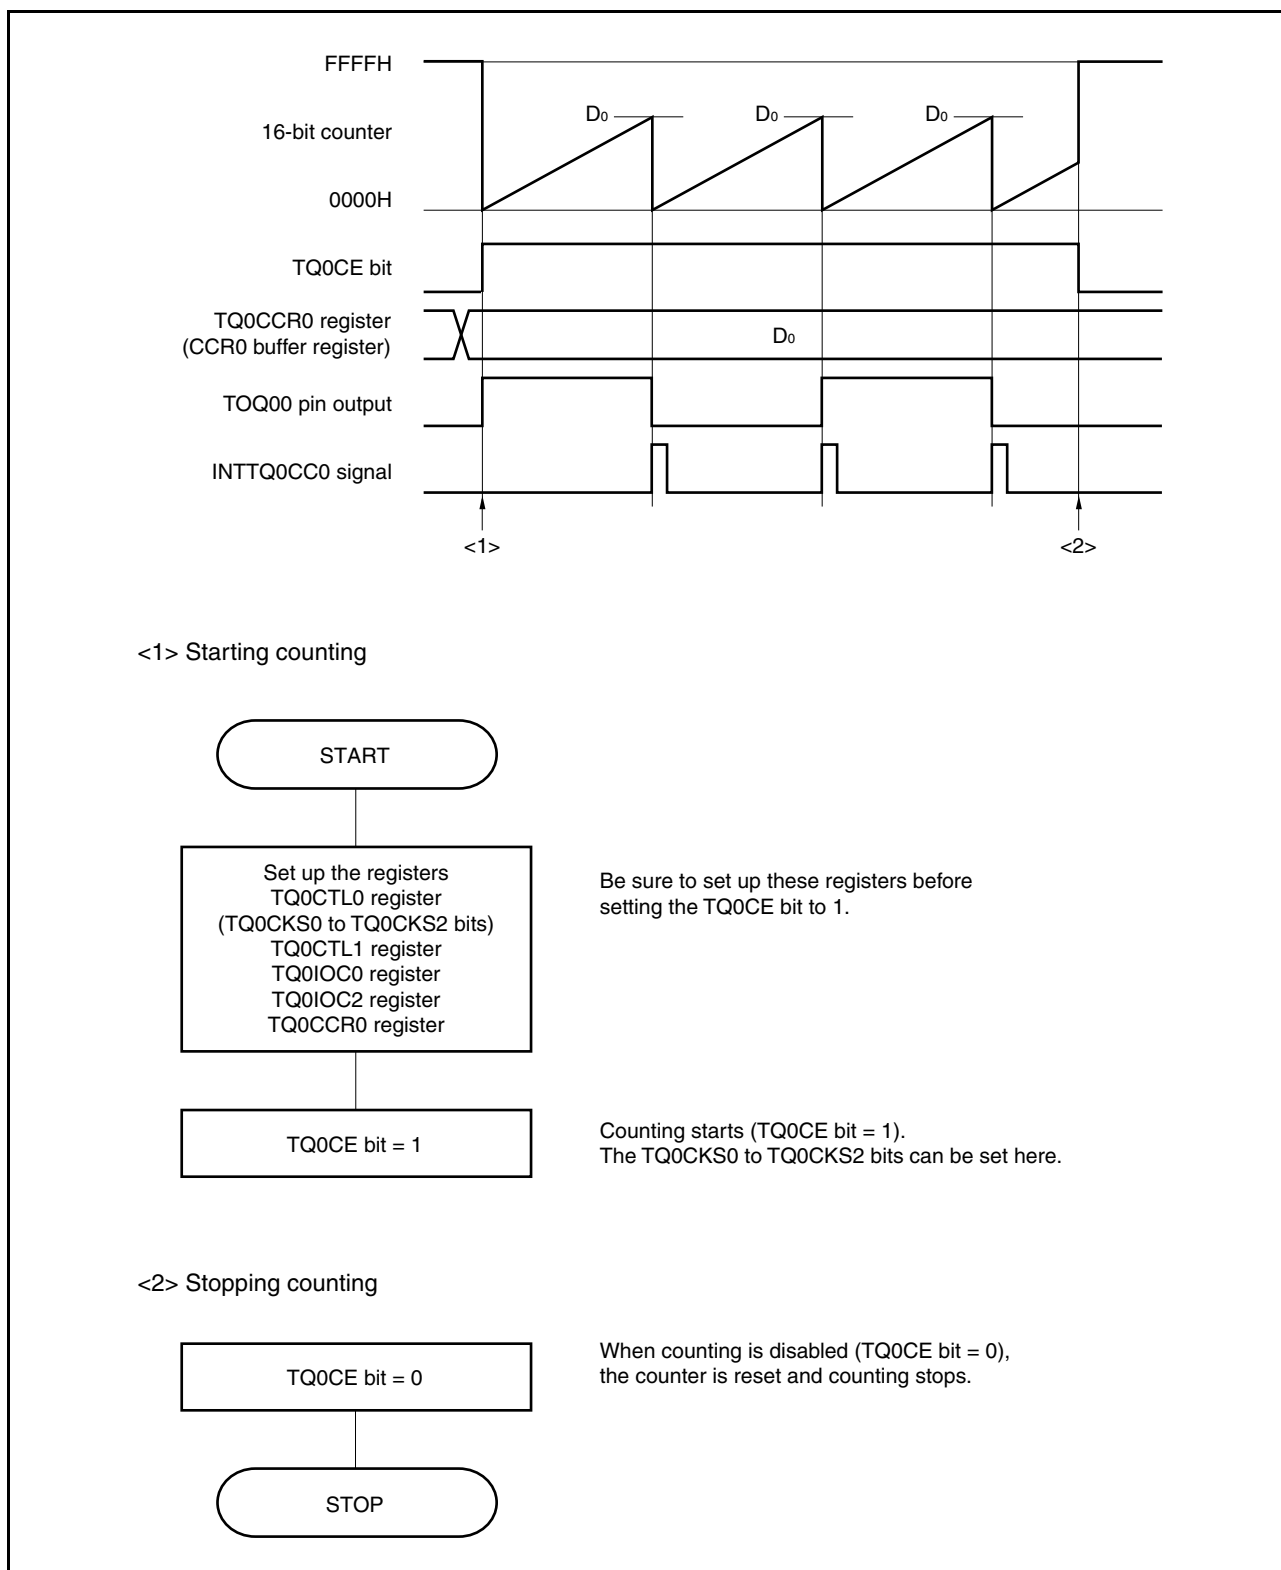 FFFFH
D0 D0 D0
16-bit counter
0000H
TQ0CE bit
TQ0CCR0 register
(CCR0 buffer register)
D0
TOQ00 pin output
INTTQ0CC0 signal
<1> <2>
<1> Starting counting
START
Set up the registers
TQ0CTL0 register
(TQ0CKS0 to TQ0CKS2 bits)
TQ0CTL1 register
TQ0IOC0 register
TQ0IOC2 register
TQ0CCR0 register
Be sure to set up these registers before
setting the TQ0CE bit to 1.
TQ0CE bit = 1
Counting starts (TQ0CE bit = 1).
The TQ0CKS0 to TQ0CKS2 bits can be set here.
<2> Stopping counting
TQ0CE bit = 0
When counting is disabled (TQ0CE bit = 0),
the counter is reset and counting stops.
STOP